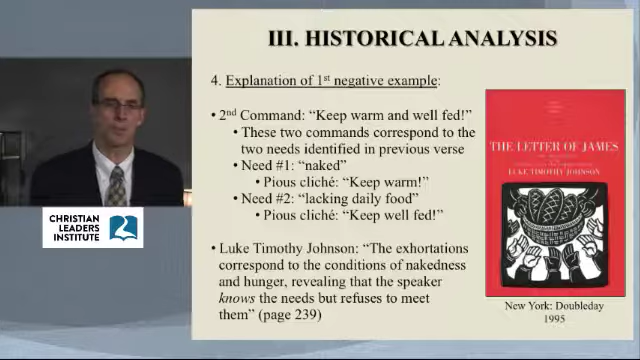 III. HISTORICAL ANALYSIS
4. Explanation of 1st negative example:
• 2nd Command: “Keep warm and well fed!”
• These two commands correspond to the
two needs identified in previous verse
• Need #1: “naked”
• Pious cliché: “Keep warm!”
• Need #2: “lacking daily food”
• Pious cliché: “Keep well fed!”
• Luke Timothy Johnson: “The exhortations
correspond to the conditions of nakedness
and hunger, revealing that the speaker
knows the needs but refuses to meet
them” (page 239)
THE LETTER OF JAMES
LUKE TIMOTHY JOHNSON
New York: Doubleday
1995
CHRISTIAN
LEADERS
INSTITUTE